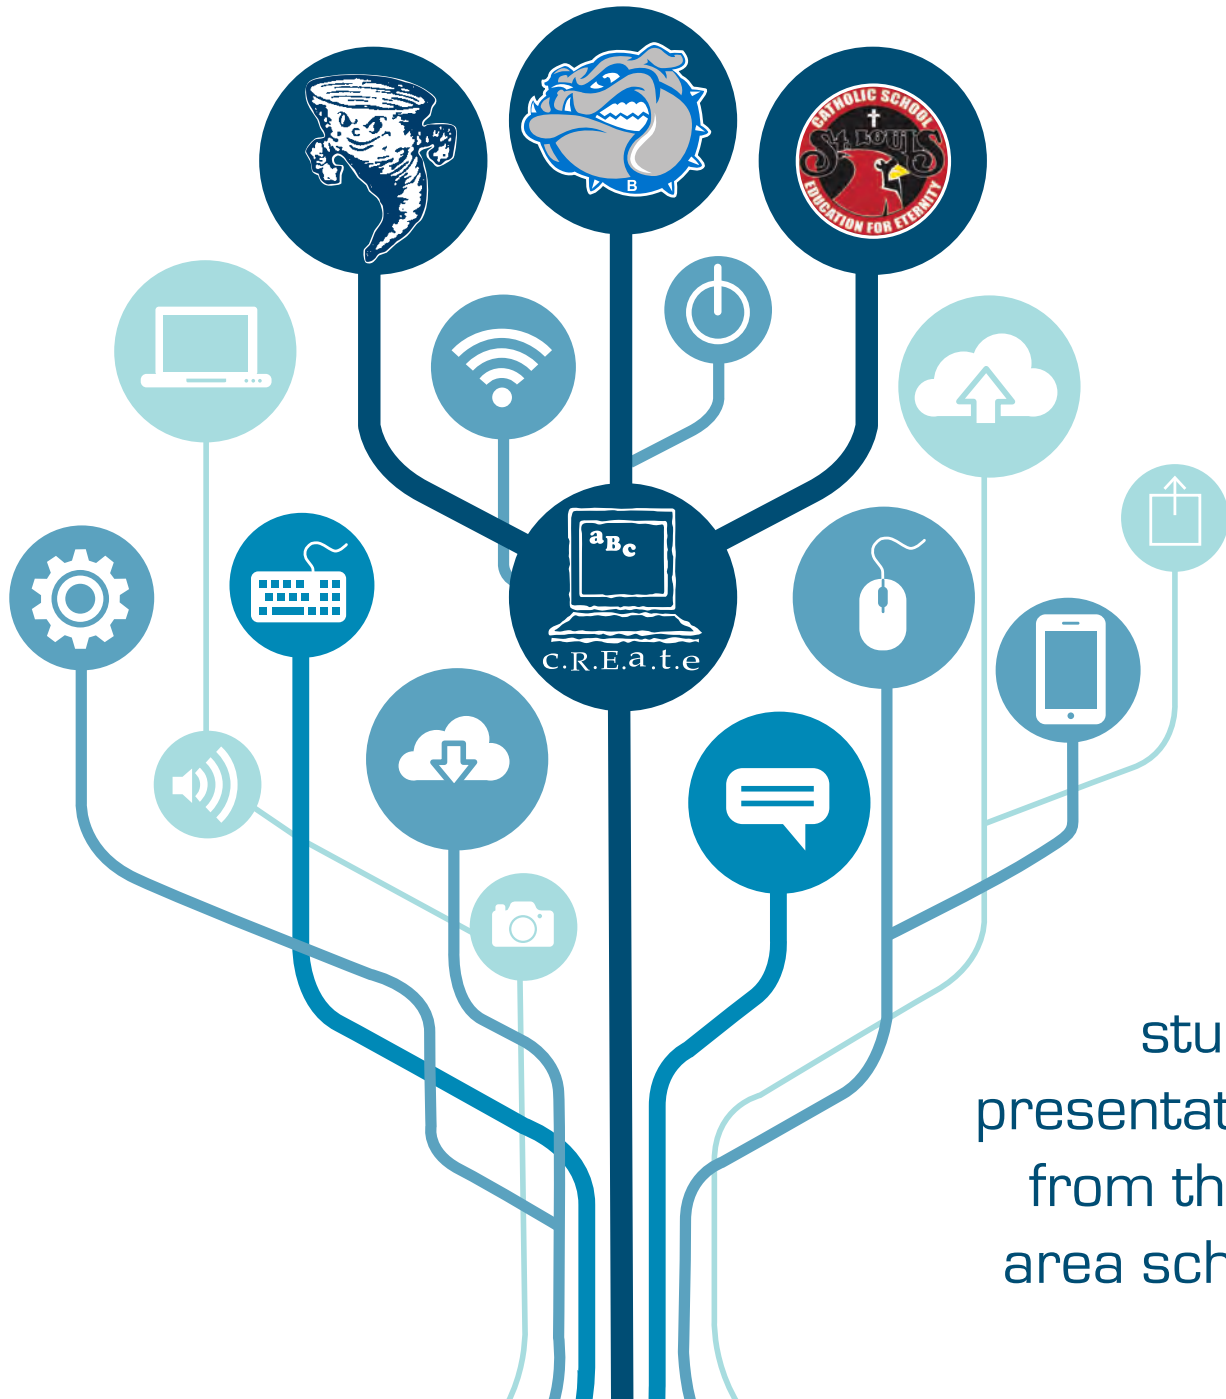 CATHOLIC SCHOOL
St. LOUIS
EDUCATION FOR ETERNITY
B
aBc
c.R.E.a.t.e
stu
presentat
from th
area sch